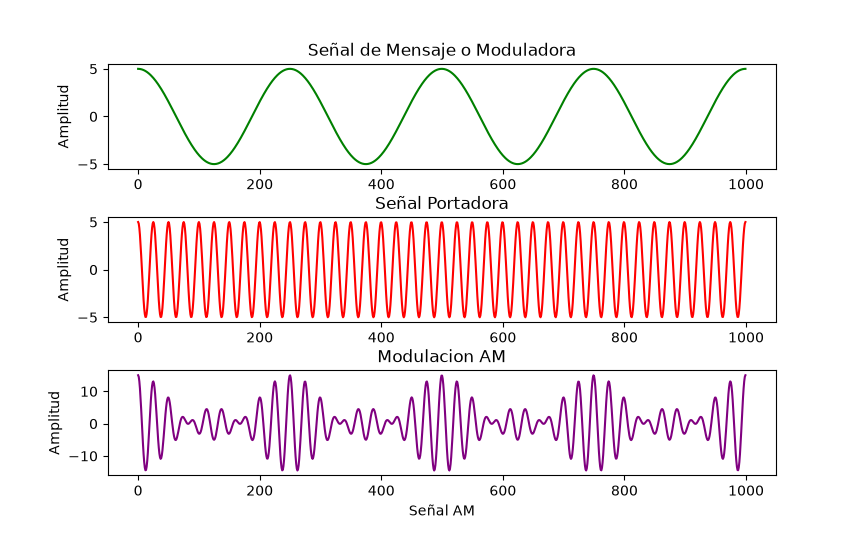 Señal de Mensaje o Moduladora
5
0
−5
Amplitud
0 200 400 600 800 1000
Señal Portadora
5
0
−5
Amplitud
0 200 400 600 800 1000
Modulacion AM
10
0
−10
Amplitud
0 200 400 600 800 1000
Señal AM